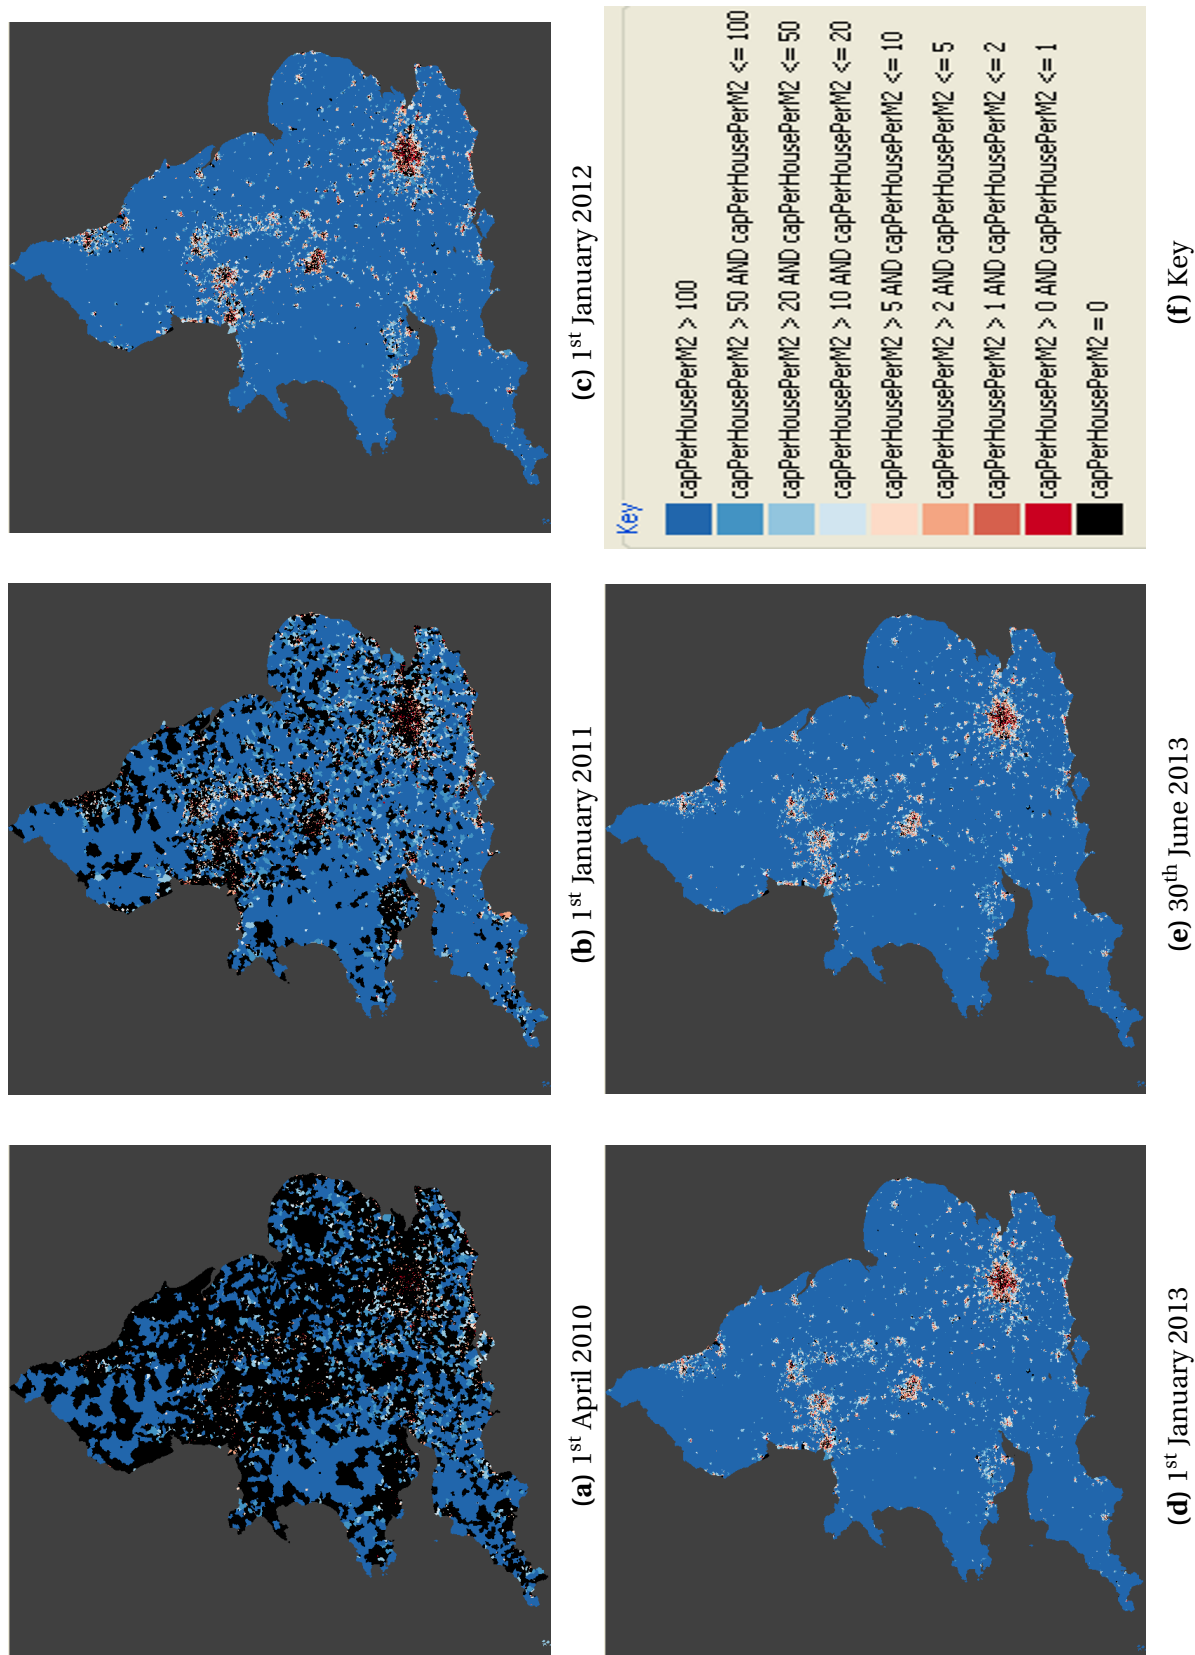 (a) 1st April 2010
(b) 1st January 2011
(c) 1st January 2012
(d) 1st January 2013
(e) 30th June 2013
Key
capPerHousePerM2 > 100
capPerHousePerM2 > 50 AND capPerHousePerM2 <= 100
capPerHousePerM2 > 20 AND capPerHousePerM2 <= 50
capPerHousePerM2 > 10 AND capPerHousePerM2 <= 20
capPerHousePerM2 > 5 AND capPerHousePerM2 <= 10
capPerHousePerM2 > 2 AND capPerHousePerM2 <= 5
capPerHousePerM2 > 1 AND capPerHousePerM2 <= 2
capPerHousePerM2 > 0 AND capPerHousePerM2 <= 1
capPerHousePerM2 = 0
(f) Key